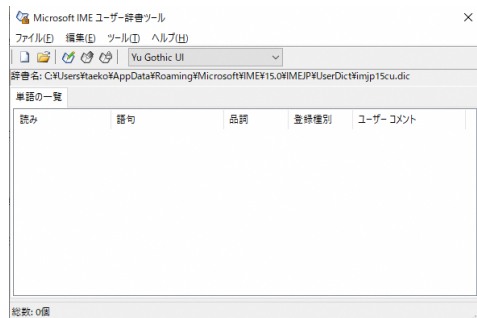 Microsoft IME ユーザー辞書ツール
ファイル(F) 編集(E) ツール(T) ヘルプ(H)
Yu Gothic UI
辞書名: C:¥Users¥taeko¥AppData¥Roaming¥Microsoft¥IME¥15.0¥IMEJP¥UserDict¥imjp15cu.dic
単語の一覧
読み 語句 品詞 登録種別 ユーザー コメント
総数: 0個